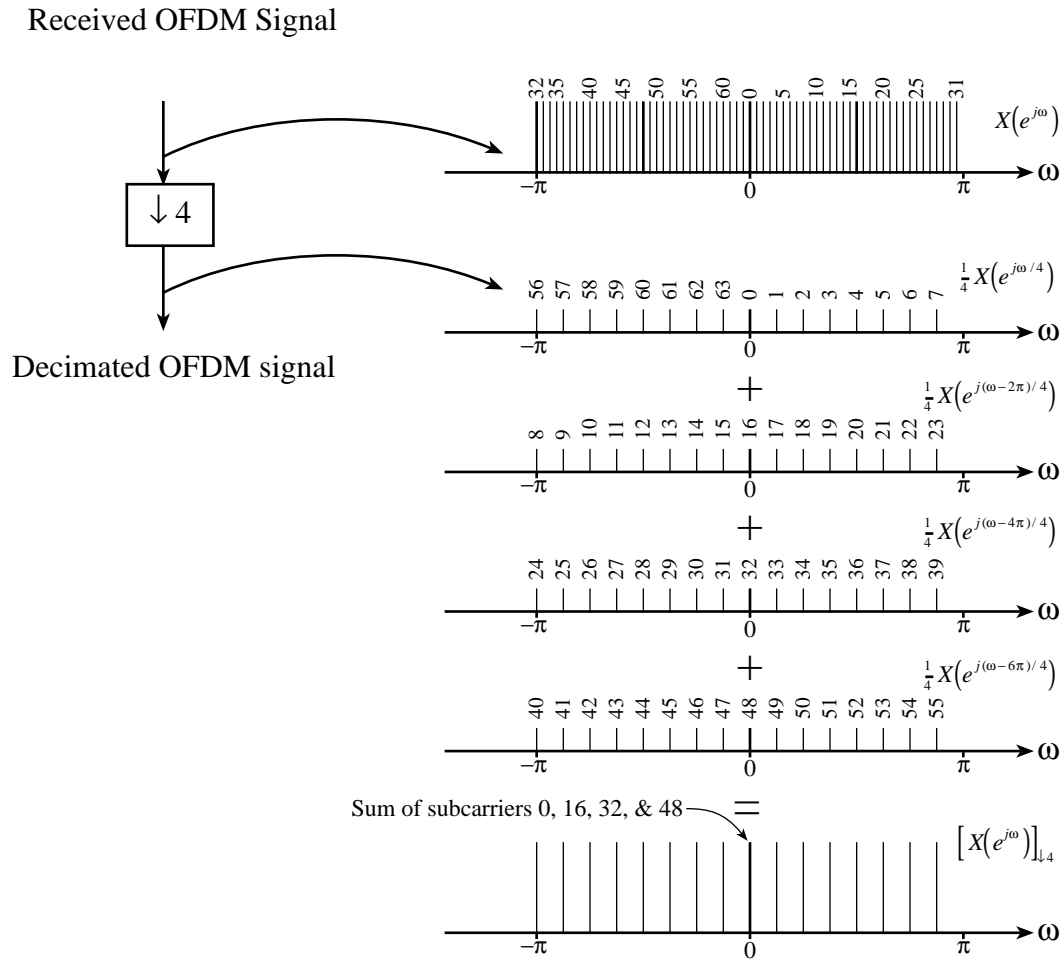 Received OFDM Signal
32 35 40 45 50 55 60 0 5 10 15 20 25 31
X(e^{jω})
−π 0 π ω
↓ 4
1/4 X(e^{jω/4})
56 57 58 59 60 61 62 63 0 1 2 3 4 5 6 7
−π 0 π ω
Decimated OFDM signal
+
1/4 X(e^{j(ω−2π)/4})
8 9 10 11 12 13 14 15 16 17 18 19 20 21 22 23
−π 0 π ω
+
1/4 X(e^{j(ω−4π)/4})
24 25 26 27 28 29 30 31 32 33 34 35 36 37 38 39
−π 0 π ω
+
1/4 X(e^{j(ω−6π)/4})
40 41 42 43 44 45 46 47 48 49 50 51 52 53 54 55
−π 0 π ω
Sum of subcarriers 0, 16, 32, & 48 =
[X(e^{jω})]↓4
−π 0 π ω